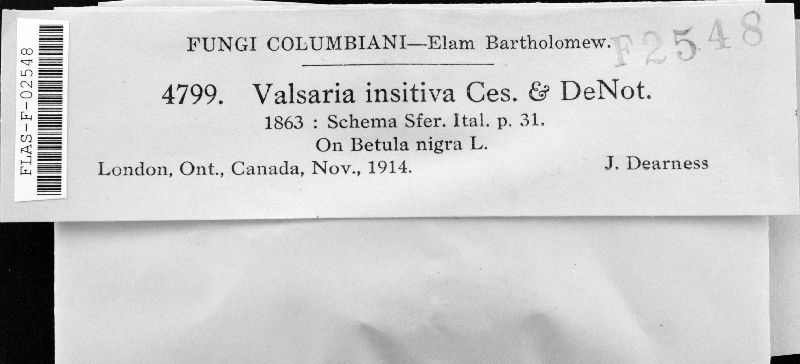 FUNGI COLUMBIANI—Elam Bartholomew.
F2548
4799. Valsaria insitiva Ces. & DeNot.
1863 : Schema Sfer. Ital. p. 31.
On Betula nigra L.
London, Ont., Canada, Nov., 1914. J. Dearness
FLAS-F-02548